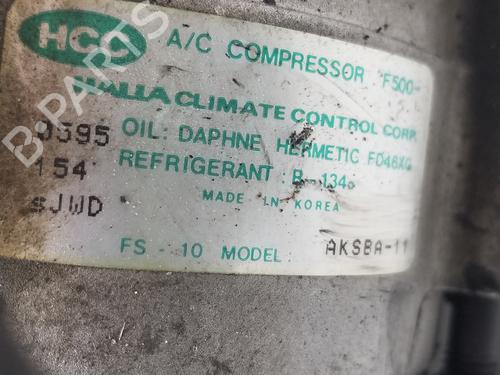 HCC A/C COMPRESSOR F500-
HALLA CLIMATE CONTROL CORP.
0595 OIL: DAPHNE HERMETIC FD46XG
154 REFRIGERANT R-134a
sJWD MADE IN KOREA
FS-10 MODEL: AKSBA-11
B-PARTS